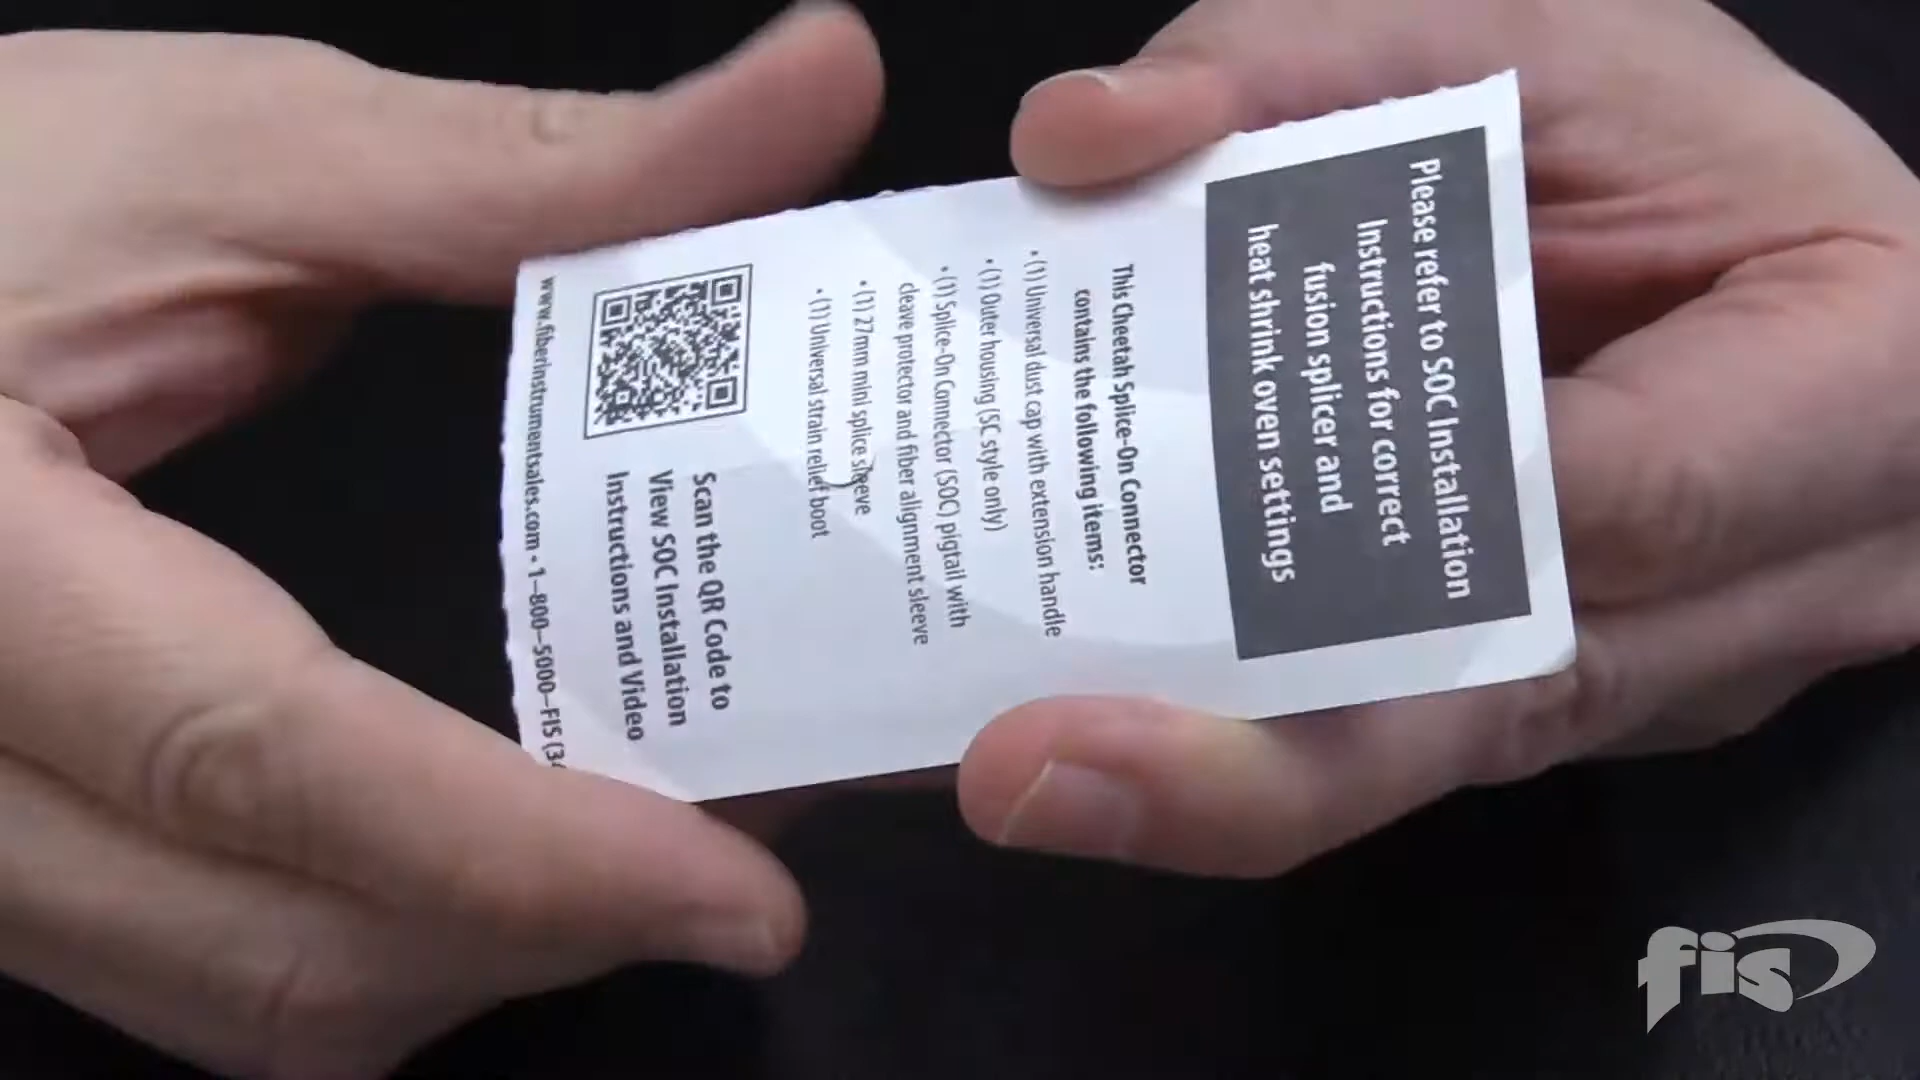 Please refer to SOC Installation
Instructions for correct
fusion splicer and
heat shrink oven settings
This Cheetah Splice-On Connector
contains the following items:
• (1) Universal dust cap with extension handle
• (1) Outer housing (SC style only)
• (1) Splice-On Connector (SOC) pigtail with
cleave protector and fiber alignment sleeve
• (1) 27mm mini splice sleeve
• (1) Universal strain relief boot
Scan the QR Code to
View SOC Installation
Instructions and Video
www.fiberinstrumentsales.com • 1–800–5000–FIS (34
fis